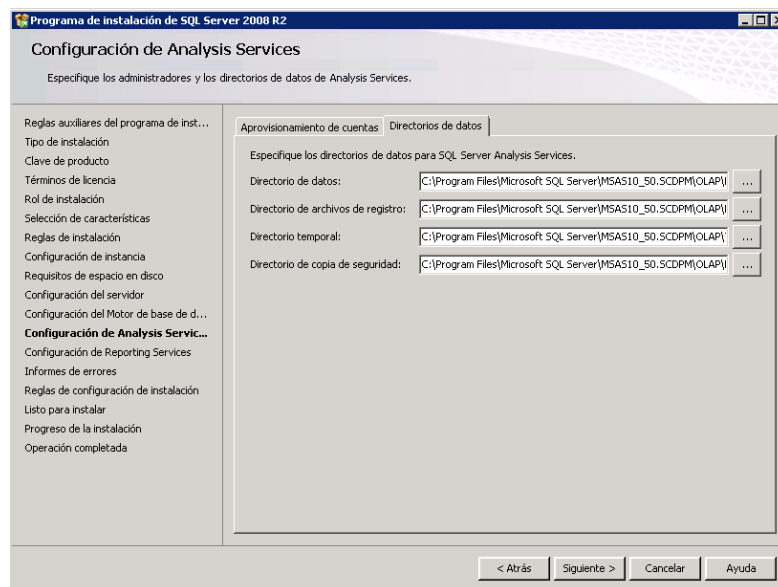 Programa de instalación de SQL Server 2008 R2
Configuración de Analysis Services
Especifique los administradores y los directorios de datos de Analysis Services.
Reglas auxiliares del programa de inst...
Tipo de instalación
Clave de producto
Términos de licencia
Rol de instalación
Selección de características
Reglas de instalación
Configuración de instancia
Requisitos de espacio en disco
Configuración del servidor
Configuración del Motor de base de d...
Configuración de Analysis Servic...
Configuración de Reporting Services
Informes de errores
Reglas de configuración de instalación
Listo para instalar
Progreso de la instalación
Operación completada
Aprovisionamiento de cuentas Directorios de datos
Especifique los directorios de datos para SQL Server Analysis Services.
Directorio de datos: C:\Program Files\Microsoft SQL Server\MSAS10_50.SCDPM\OLAP\ ...
Directorio de archivos de registro: C:\Program Files\Microsoft SQL Server\MSAS10_50.SCDPM\OLAP\ ...
Directorio temporal: C:\Program Files\Microsoft SQL Server\MSAS10_50.SCDPM\OLAP\ ...
Directorio de copia de seguridad: C:\Program Files\Microsoft SQL Server\MSAS10_50.SCDPM\OLAP\ ...
< Atrás Siguiente > Cancelar Ayuda